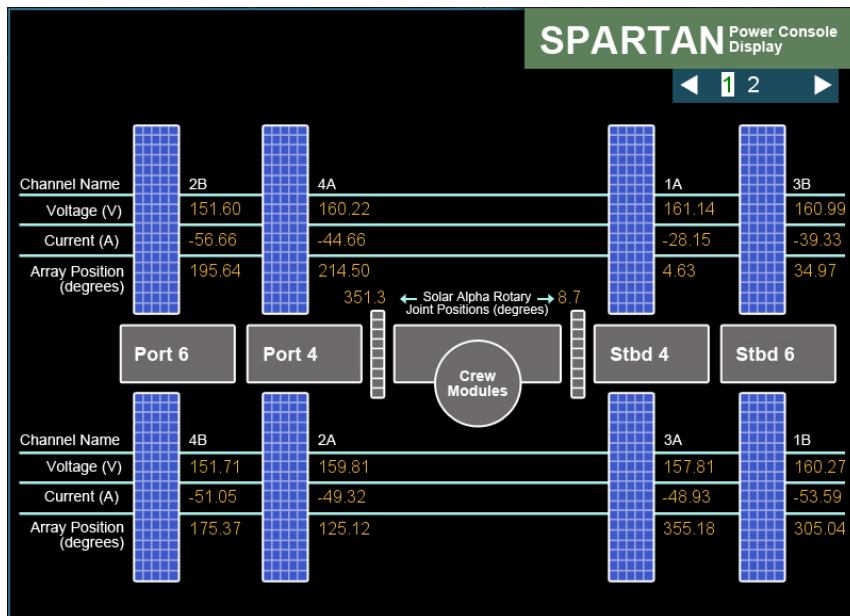 SPARTAN Power Console
Display
1 2
Channel Name 2B 4A 1A 3B
Voltage (V) 151.60 160.22 161.14 160.99
Current (A) -56.66 -44.66 -28.15 -39.33
Array Position 195.64 214.50 4.63 34.97
(degrees)
351.3 Solar Alpha Rotary 8.7
Joint Positions (degrees)
Port 6 Port 4 Stbd 4 Stbd 6
Crew
Modules
Channel Name 4B 2A 3A 1B
Voltage (V) 151.71 159.81 157.81 160.27
Current (A) -51.05 -49.32 -48.93 -53.59
Array Position 175.37 125.12 355.18 305.04
(degrees)